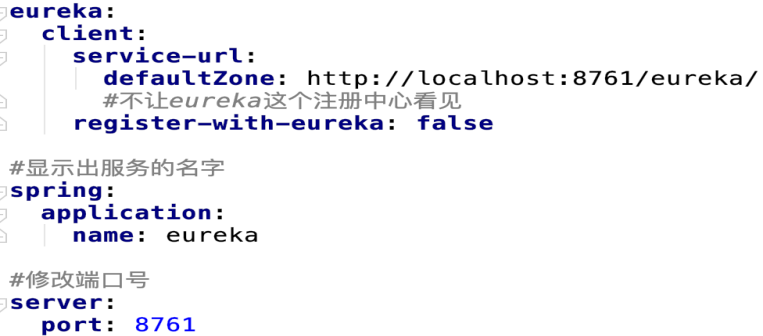 eureka:
  client:
    service-url:
      defaultZone: http://localhost:8761/eureka/
      #不让eureka这个注册中心看见
    register-with-eureka: false
#显示出服务的名字
spring:
  application:
    name: eureka
#修改端口号
server:
  port: 8761